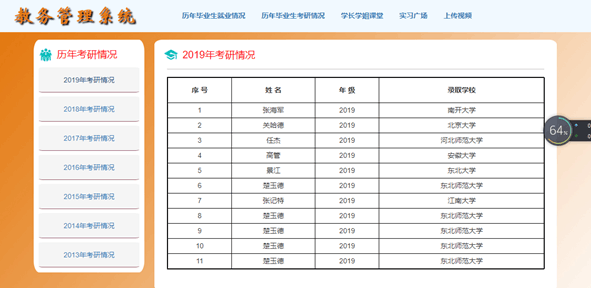 教务管理系统
历年毕业生就业情况 历年毕业生考研情况 学长学姐课堂 实习广场 上传视频
历年考研情况
2019年考研情况
2018年考研情况
2017年考研情况
2016年考研情况
2015年考研情况
2014年考研情况
2013年考研情况
2019年考研情况
序 号 姓 名 年 级 录取学校
1 张海军 2019 南开大学
2 关哈德 2019 北京大学
3 任杰 2019 河北师范大学
4 高管 2019 安徽大学
5 景江 2019 东北大学
6 楚玉德 2019 东北师范大学
7 张记特 2019 江南大学
8 楚玉德 2019 东北师范大学
9 楚玉德 2019 东北师范大学
10 楚玉德 2019 东北师范大学
11 楚玉德 2019 东北师范大学
64%